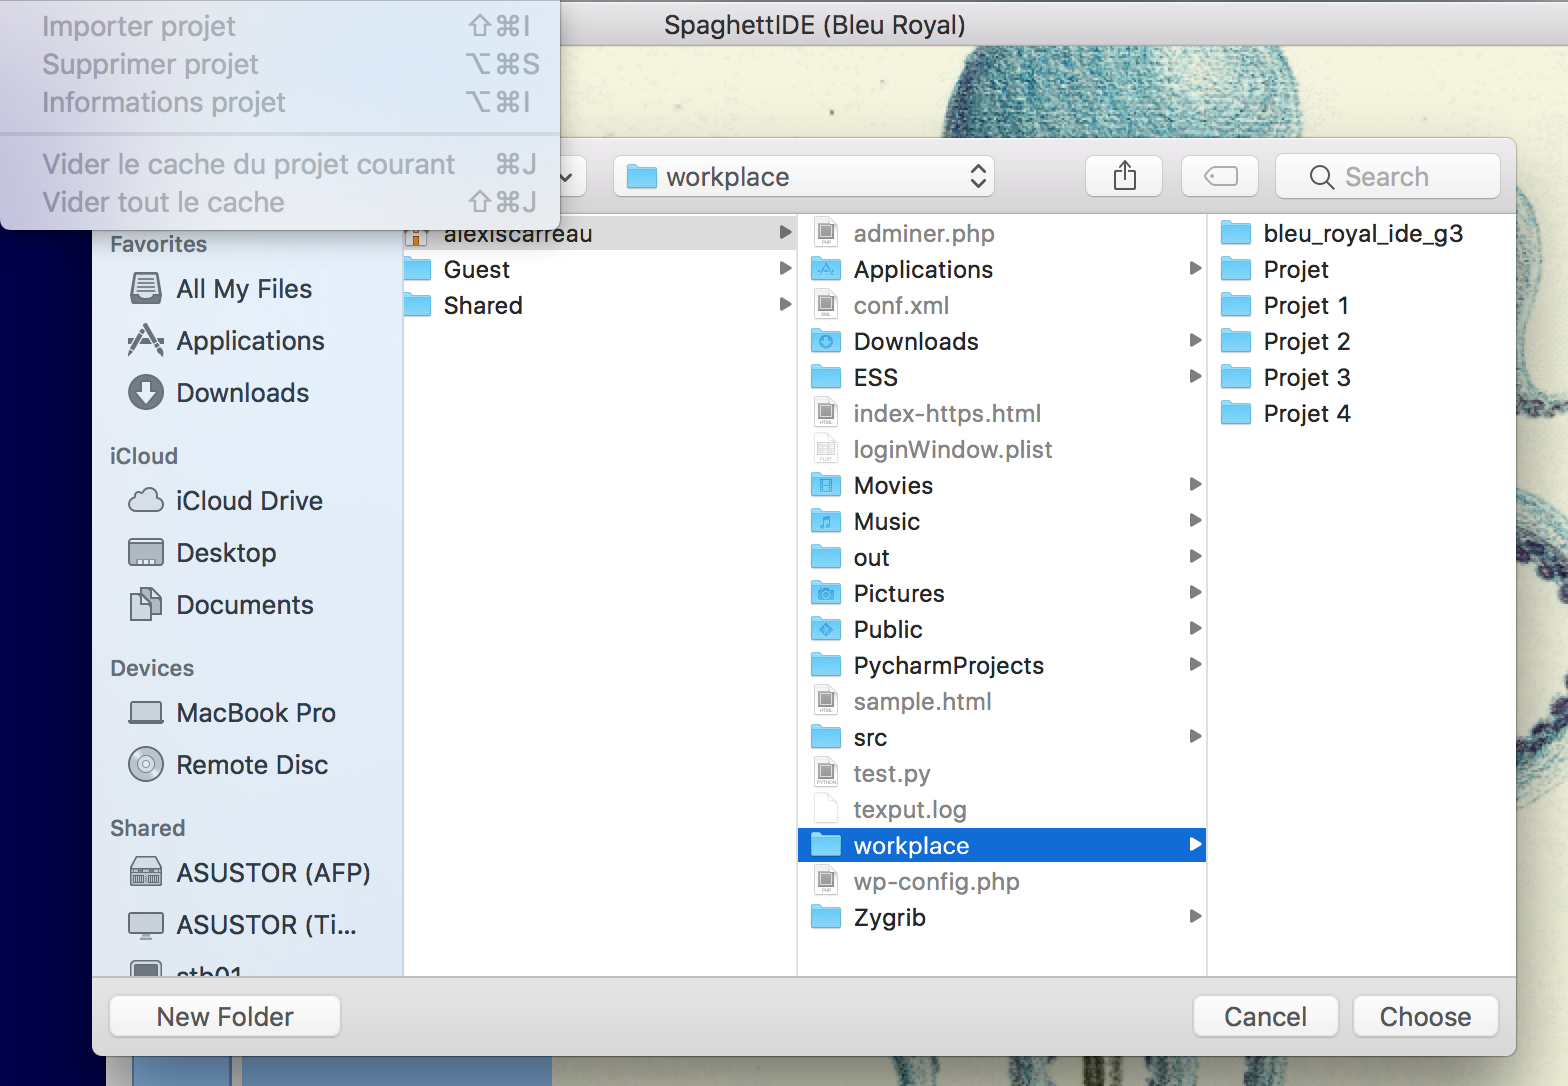 Importer projet ⇧⌘I
Supprimer projet ⌥⌘S
Informations projet ⌥⌘I
Vider le cache du projet courant ⌘J
Vider tout le cache ⇧⌘J
SpaghettIDE (Bleu Royal)
workplace
Search
Favorites
All My Files
Applications
Downloads
iCloud
iCloud Drive
Desktop
Documents
Devices
MacBook Pro
Remote Disc
Shared
ASUSTOR (AFP)
ASUSTOR (Ti...
stb01
alexiscarreau
Guest
Shared
adminer.php
Applications
conf.xml
Downloads
ESS
index-https.html
loginWindow.plist
Movies
Music
out
Pictures
Public
PycharmProjects
sample.html
src
test.py
texput.log
workplace
wp-config.php
Zygrib
bleu_royal_ide_g3
Projet
Projet 1
Projet 2
Projet 3
Projet 4
New Folder
Cancel
Choose